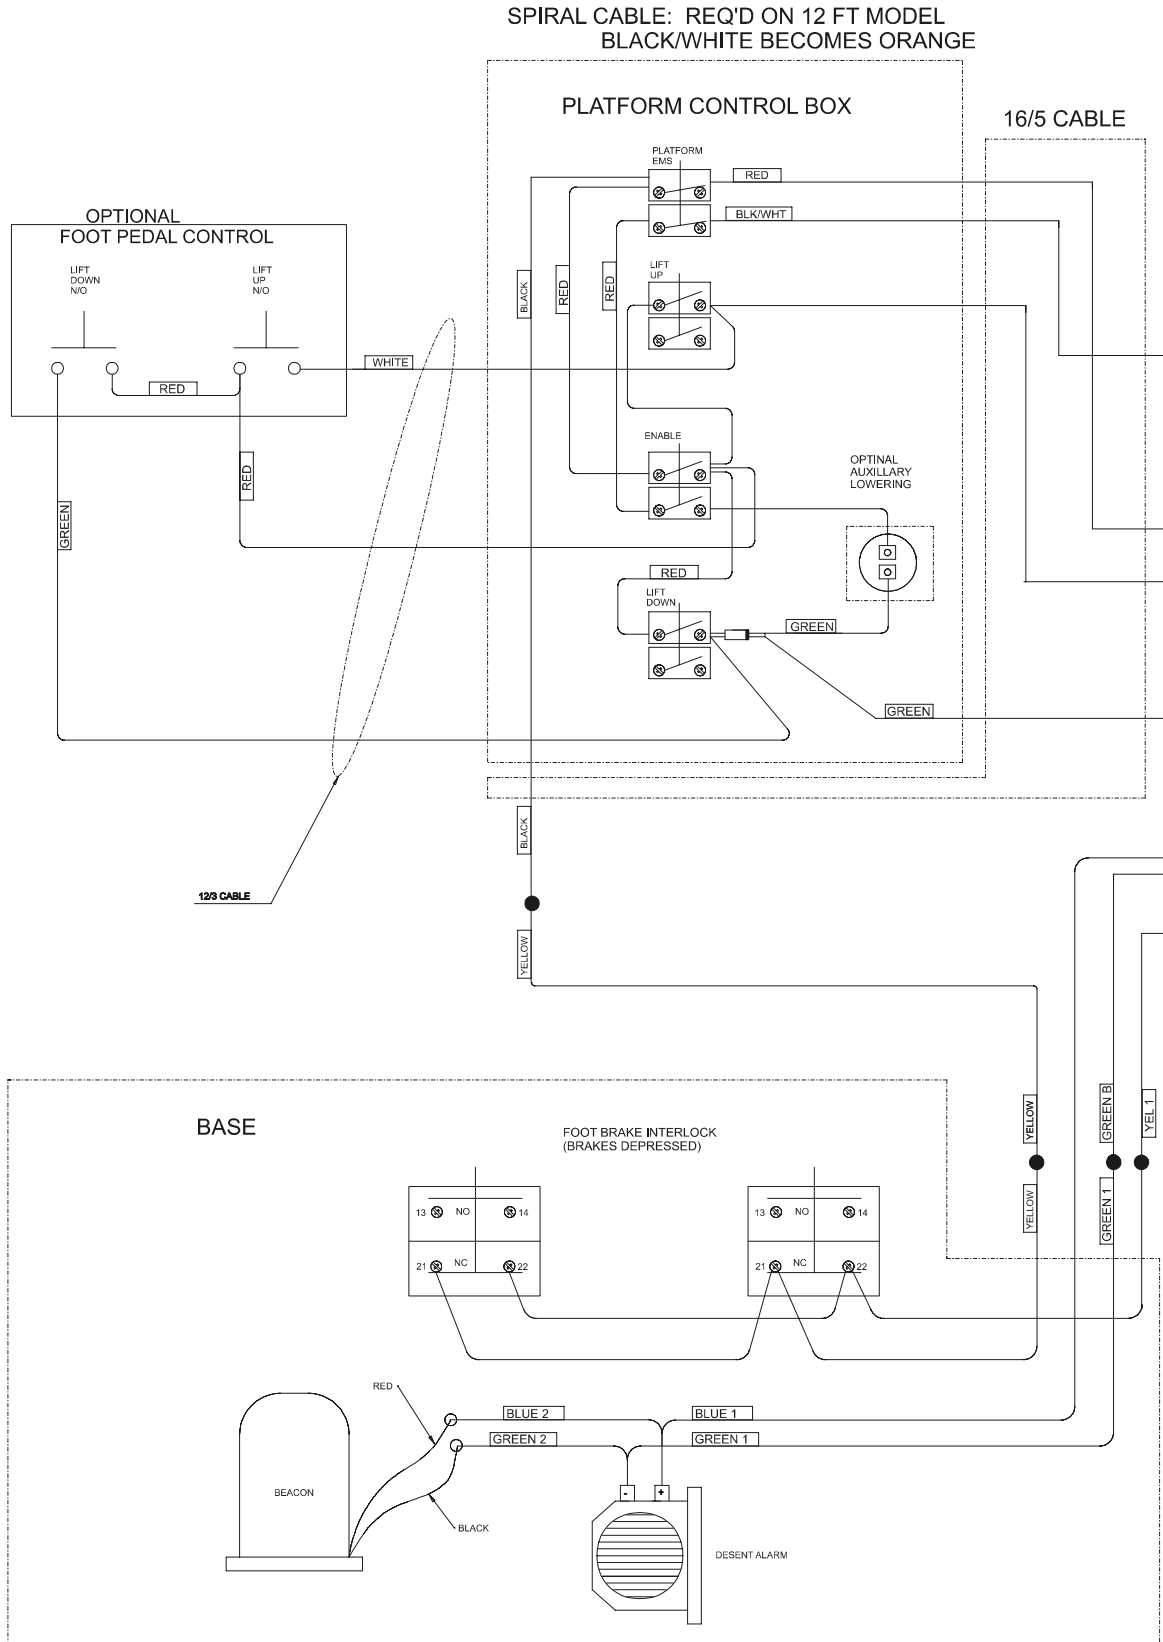 SPIRAL CABLE: REQ'D ON 12 FT MODEL
BLACK/WHITE BECOMES ORANGE
PLATFORM CONTROL BOX
16/5 CABLE
PLATFORM
EMS
RED
BLK/WHT
OPTIONAL
FOOT PEDAL CONTROL
LIFT
DOWN
N/O
LIFT
UP
N/O
LIFT
UP
BLACK
RED
RED
WHITE
RED
ENABLE
RED
GREEN
OPTINAL
AUXILLARY
LOWERING
RED
LIFT
DOWN
GREEN
GREEN
BLACK
12/3 CABLE
YELLOW
BASE
FOOT BRAKE INTERLOCK
(BRAKES DEPRESSED)
YELLOW
GREEN B
YEL 1
YELLOW
GREEN 1
13 NO 14
21 NC 22
13 NO 14
21 NC 22
RED
BLUE 2
BLUE 1
GREEN 2
GREEN 1
- +
BEACON
BLACK
DESENT ALARM